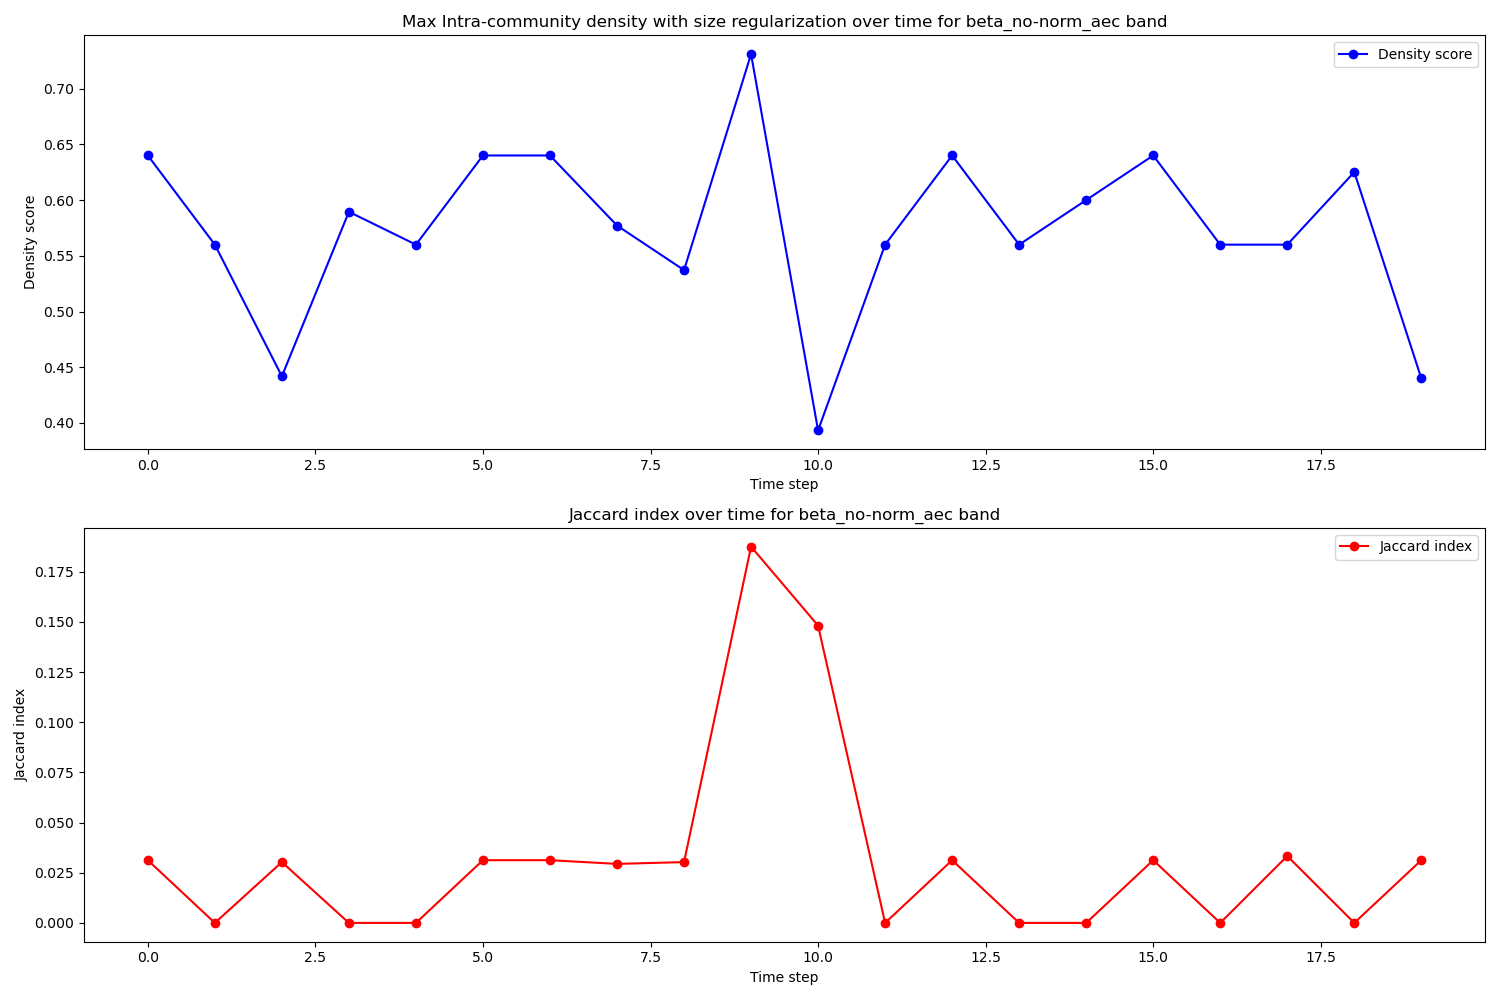 Max Intra-community density with size regularization over time for beta_no-norm_aec band
Density score
0.70
0.65
0.60
0.55
0.50
0.45
0.40
Density score
0.0 2.5 5.0 7.5 10.0 12.5 15.0 17.5
Time step
Jaccard index over time for beta_no-norm_aec band
Jaccard index
0.175
0.150
0.125
0.100
0.075
0.050
0.025
0.000
Jaccard index
0.0 2.5 5.0 7.5 10.0 12.5 15.0 17.5
Time step